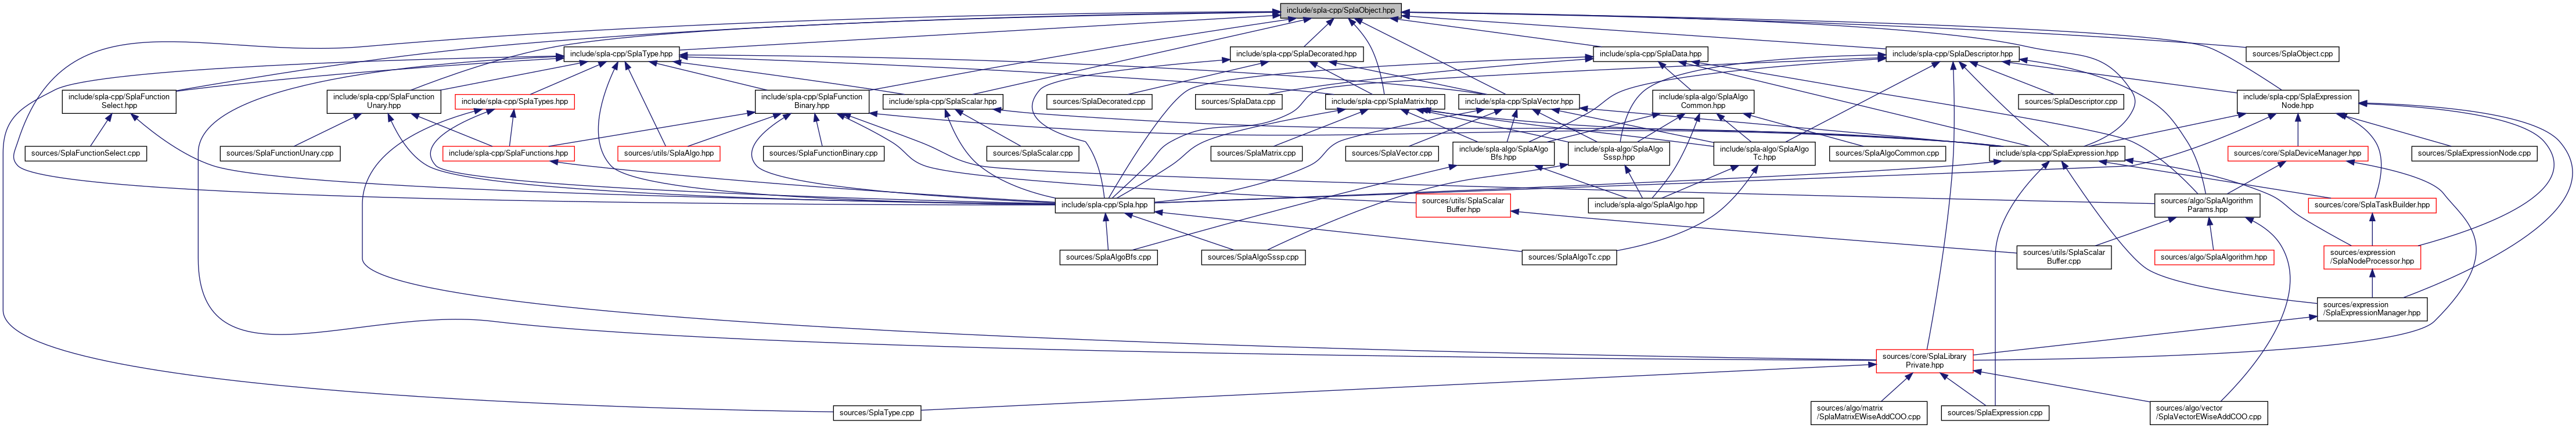 include/spla-cpp/SplaObject.hpp
include/spla-cpp/SplaType.hpp
include/spla-cpp/SplaDecorated.hpp
include/spla-cpp/SplaData.hpp
include/spla-cpp/SplaDescriptor.hpp
sources/SplaObject.cpp
include/spla-cpp/SplaFunction
Select.hpp
include/spla-cpp/SplaFunction
Unary.hpp
include/spla-cpp/SplaTypes.hpp
include/spla-cpp/SplaFunction
Binary.hpp
include/spla-cpp/SplaScalar.hpp
sources/SplaDecorated.cpp
sources/SplaData.cpp
include/spla-cpp/SplaMatrix.hpp
include/spla-cpp/SplaVector.hpp
include/spla-algo/SplaAlgo
Common.hpp
sources/SplaDescriptor.cpp
include/spla-cpp/SplaExpression
Node.hpp
sources/SplaFunctionSelect.cpp
sources/SplaFunctionUnary.cpp
include/spla-cpp/SplaFunctions.hpp
sources/utils/SplaAlgo.hpp
sources/SplaFunctionBinary.cpp
sources/SplaScalar.cpp
sources/SplaMatrix.cpp
sources/SplaVector.cpp
include/spla-algo/SplaAlgo
Bfs.hpp
include/spla-algo/SplaAlgo
Sssp.hpp
include/spla-algo/SplaAlgo
Tc.hpp
sources/SplaAlgoCommon.cpp
include/spla-cpp/SplaExpression.hpp
sources/core/SplaDeviceManager.hpp
sources/SplaExpressionNode.cpp
include/spla-cpp/Spla.hpp
sources/utils/SplaScalar
Buffer.hpp
include/spla-algo/SplaAlgo.hpp
sources/algo/SplaAlgorithm
Params.hpp
sources/core/SplaTaskBuilder.hpp
sources/SplaAlgoBfs.cpp
sources/SplaAlgoSssp.cpp
sources/SplaAlgoTc.cpp
sources/utils/SplaScalar
Buffer.cpp
sources/algo/SplaAlgorithm.hpp
sources/expression
/SplaNodeProcessor.hpp
sources/expression
/SplaExpressionManager.hpp
sources/core/SplaLibrary
Private.hpp
sources/SplaType.cpp
sources/algo/matrix
/SplaMatrixEWiseAddCOO.cpp
sources/SplaExpression.cpp
sources/algo/vector
/SplaVectorEWiseAddCOO.cpp